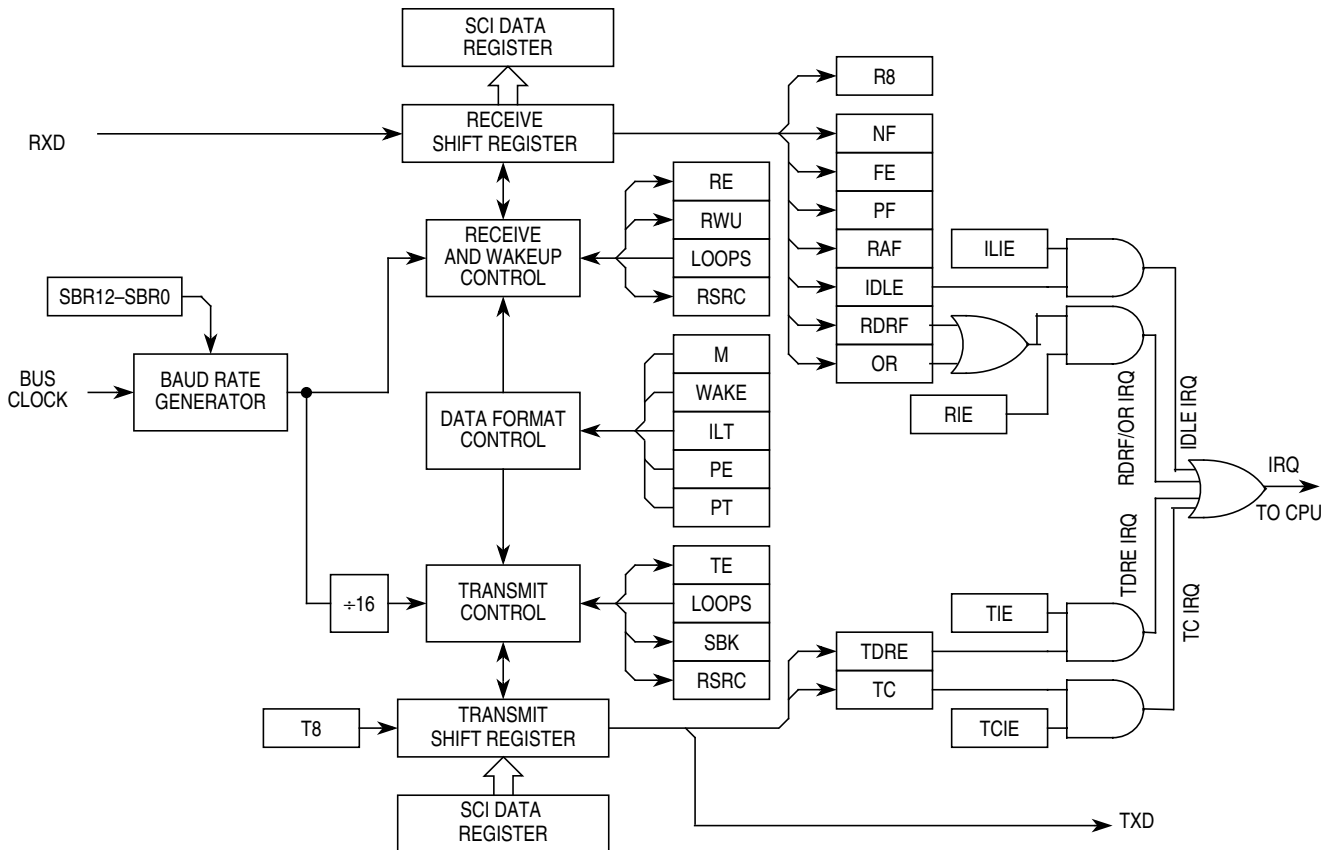 SCI DATA
REGISTER
RXD
RECEIVE
SHIFT REGISTER
R8
NF
FE
PF
RAF
IDLE
RDRF
OR
RE
RWU
LOOPS
RSRC
RECEIVE
AND WAKEUP
CONTROL
ILIE
SBR12–SBR0
BUS
CLOCK
BAUD RATE
GENERATOR
M
WAKE
ILT
PE
PT
DATA FORMAT
CONTROL
RIE
RDRF/OR IRQ
IDLE IRQ
IRQ
TO CPU
TDRE IRQ
TC IRQ
÷16
TRANSMIT
CONTROL
TE
LOOPS
SBK
RSRC
TIE
TDRE
TC
TCIE
T8
TRANSMIT
SHIFT REGISTER
SCI DATA
REGISTER
TXD